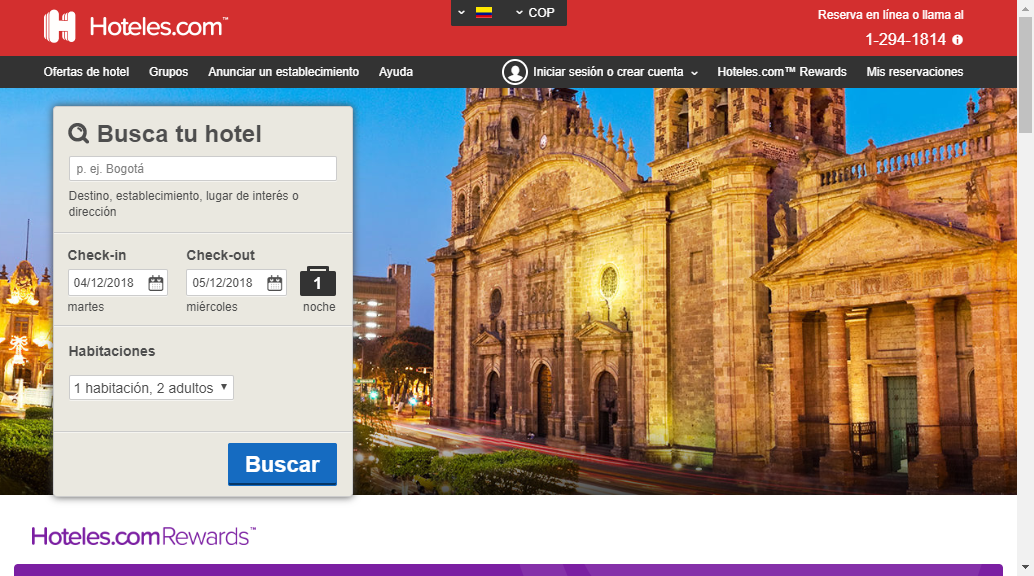 Hoteles.com™
COP
Reserva en línea o llama al
1-294-1814
Ofertas de hotel Grupos Anunciar un establecimiento Ayuda Iniciar sesión o crear cuenta Hoteles.com™ Rewards Mis reservaciones
Busca tu hotel
p. ej. Bogotá
Destino, establecimiento, lugar de interés o
dirección
Check-in Check-out
04/12/2018 05/12/2018 1
martes miércoles noche
Habitaciones
1 habitación, 2 adultos
Buscar
Hoteles.com Rewards™